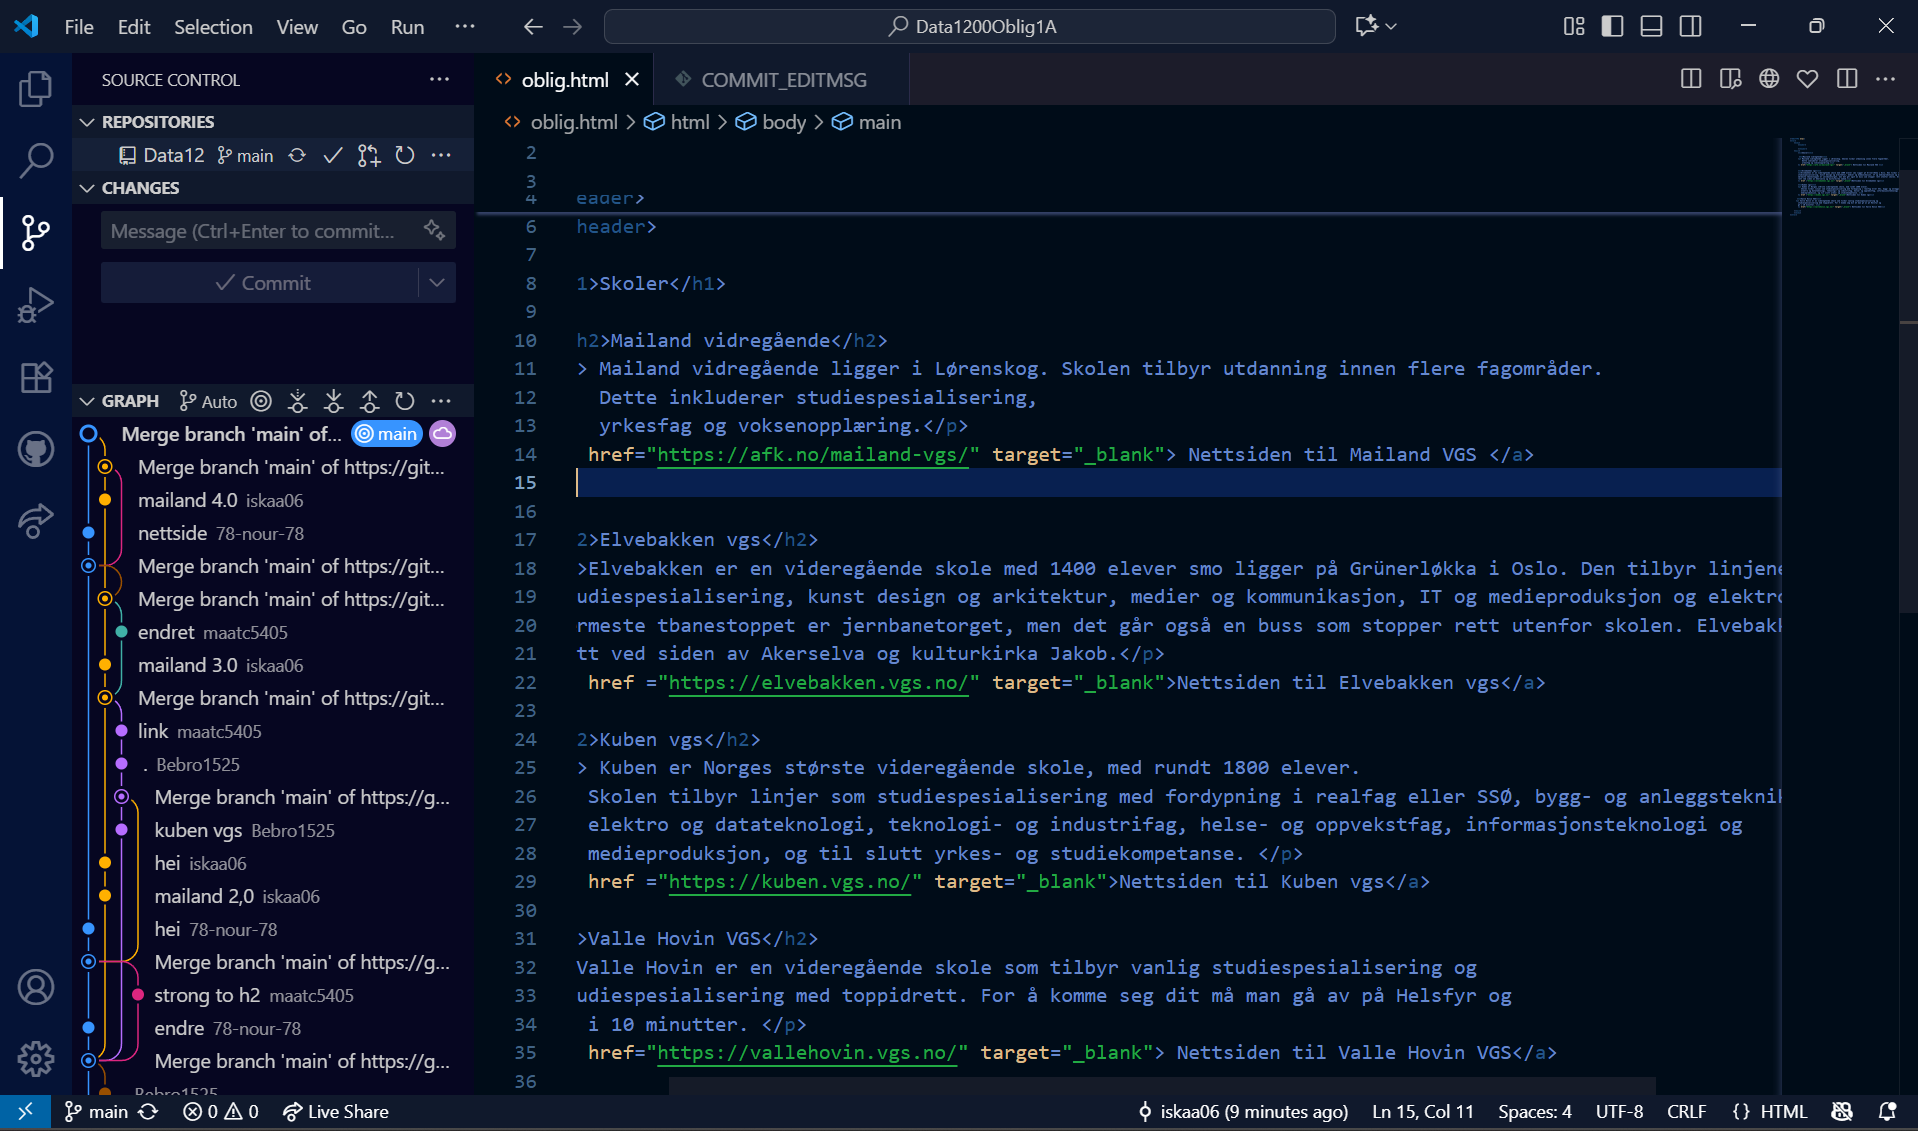 File Edit Selection View Go Run ···
Data1200Oblig1A
SOURCE CONTROL
REPOSITORIES
Data12 main
CHANGES
Message (Ctrl+Enter to commit...
Commit
GRAPH Auto
Merge branch 'main' of... main
Merge branch 'main' of https://git...
mailand 4.0 iskaa06
nettside 78-nour-78
Merge branch 'main' of https://git...
Merge branch 'main' of https://git...
endret maatc5405
mailand 3.0 iskaa06
Merge branch 'main' of https://git...
link maatc5405
. Bebro1525
Merge branch 'main' of https://g...
kuben vgs Bebro1525
hei iskaa06
mailand 2,0 iskaa06
hei 78-nour-78
Merge branch 'main' of https://g...
strong to h2 maatc5405
endre 78-nour-78
Merge branch 'main' of https://g...
Bebro1525
oblig.html COMMIT_EDITMSG
oblig.html > html > body > main
2
3
4 eader>
6 header>
7
8 1>Skoler</h1>
9
10 h2>Mailand vidregående</h2>
11 > Mailand vidregående ligger i Lørenskog. Skolen tilbyr utdanning innen flere fagområder.
12 Dette inkluderer studiespesialisering,
13 yrkesfag og voksenopplæring.</p>
14 href="https://afk.no/mailand-vgs/" target="_blank"> Nettsiden til Mailand VGS </a>
15
16
17 2>Elvebakken vgs</h2>
18 >Elvebakken er en videregående skole med 1400 elever smo ligger på Grünerløkka i Oslo. Den tilbyr linjene
19 udiespesialisering, kunst design og arkitektur, medier og kommunikasjon, IT og medieproduksjon og elektro
20 rmeste tbanestoppet er jernbanetorget, men det går også en buss som stopper rett utenfor skolen. Elvebakk
21 tt ved siden av Akerselva og kulturkirka Jakob.</p>
22 href ="https://elvebakken.vgs.no/" target="_blank">Nettsiden til Elvebakken vgs</a>
23
24 2>Kuben vgs</h2>
25 > Kuben er Norges største videregående skole, med rundt 1800 elever.
26 Skolen tilbyr linjer som studiespesialisering med fordypning i realfag eller SSØ, bygg- og anleggsteknik
27 elektro og datateknologi, teknologi- og industrifag, helse- og oppvekstfag, informasjonsteknologi og
28 medieproduksjon, og til slutt yrkes- og studiekompetanse. </p>
29 href ="https://kuben.vgs.no/" target="_blank">Nettsiden til Kuben vgs</a>
30
31 >Valle Hovin VGS</h2>
32 Valle Hovin er en videregående skole som tilbyr vanlig studiespesialisering og
33 udiespesialisering med toppidrett. For å komme seg dit må man gå av på Helsfyr og
34 i 10 minutter. </p>
35 href="https://vallehovin.vgs.no/" target="_blank"> Nettsiden til Valle Hovin VGS</a>
36
main 0 0 Live Share iskaa06 (9 minutes ago) Ln 15, Col 11 Spaces: 4 UTF-8 CRLF {} HTML